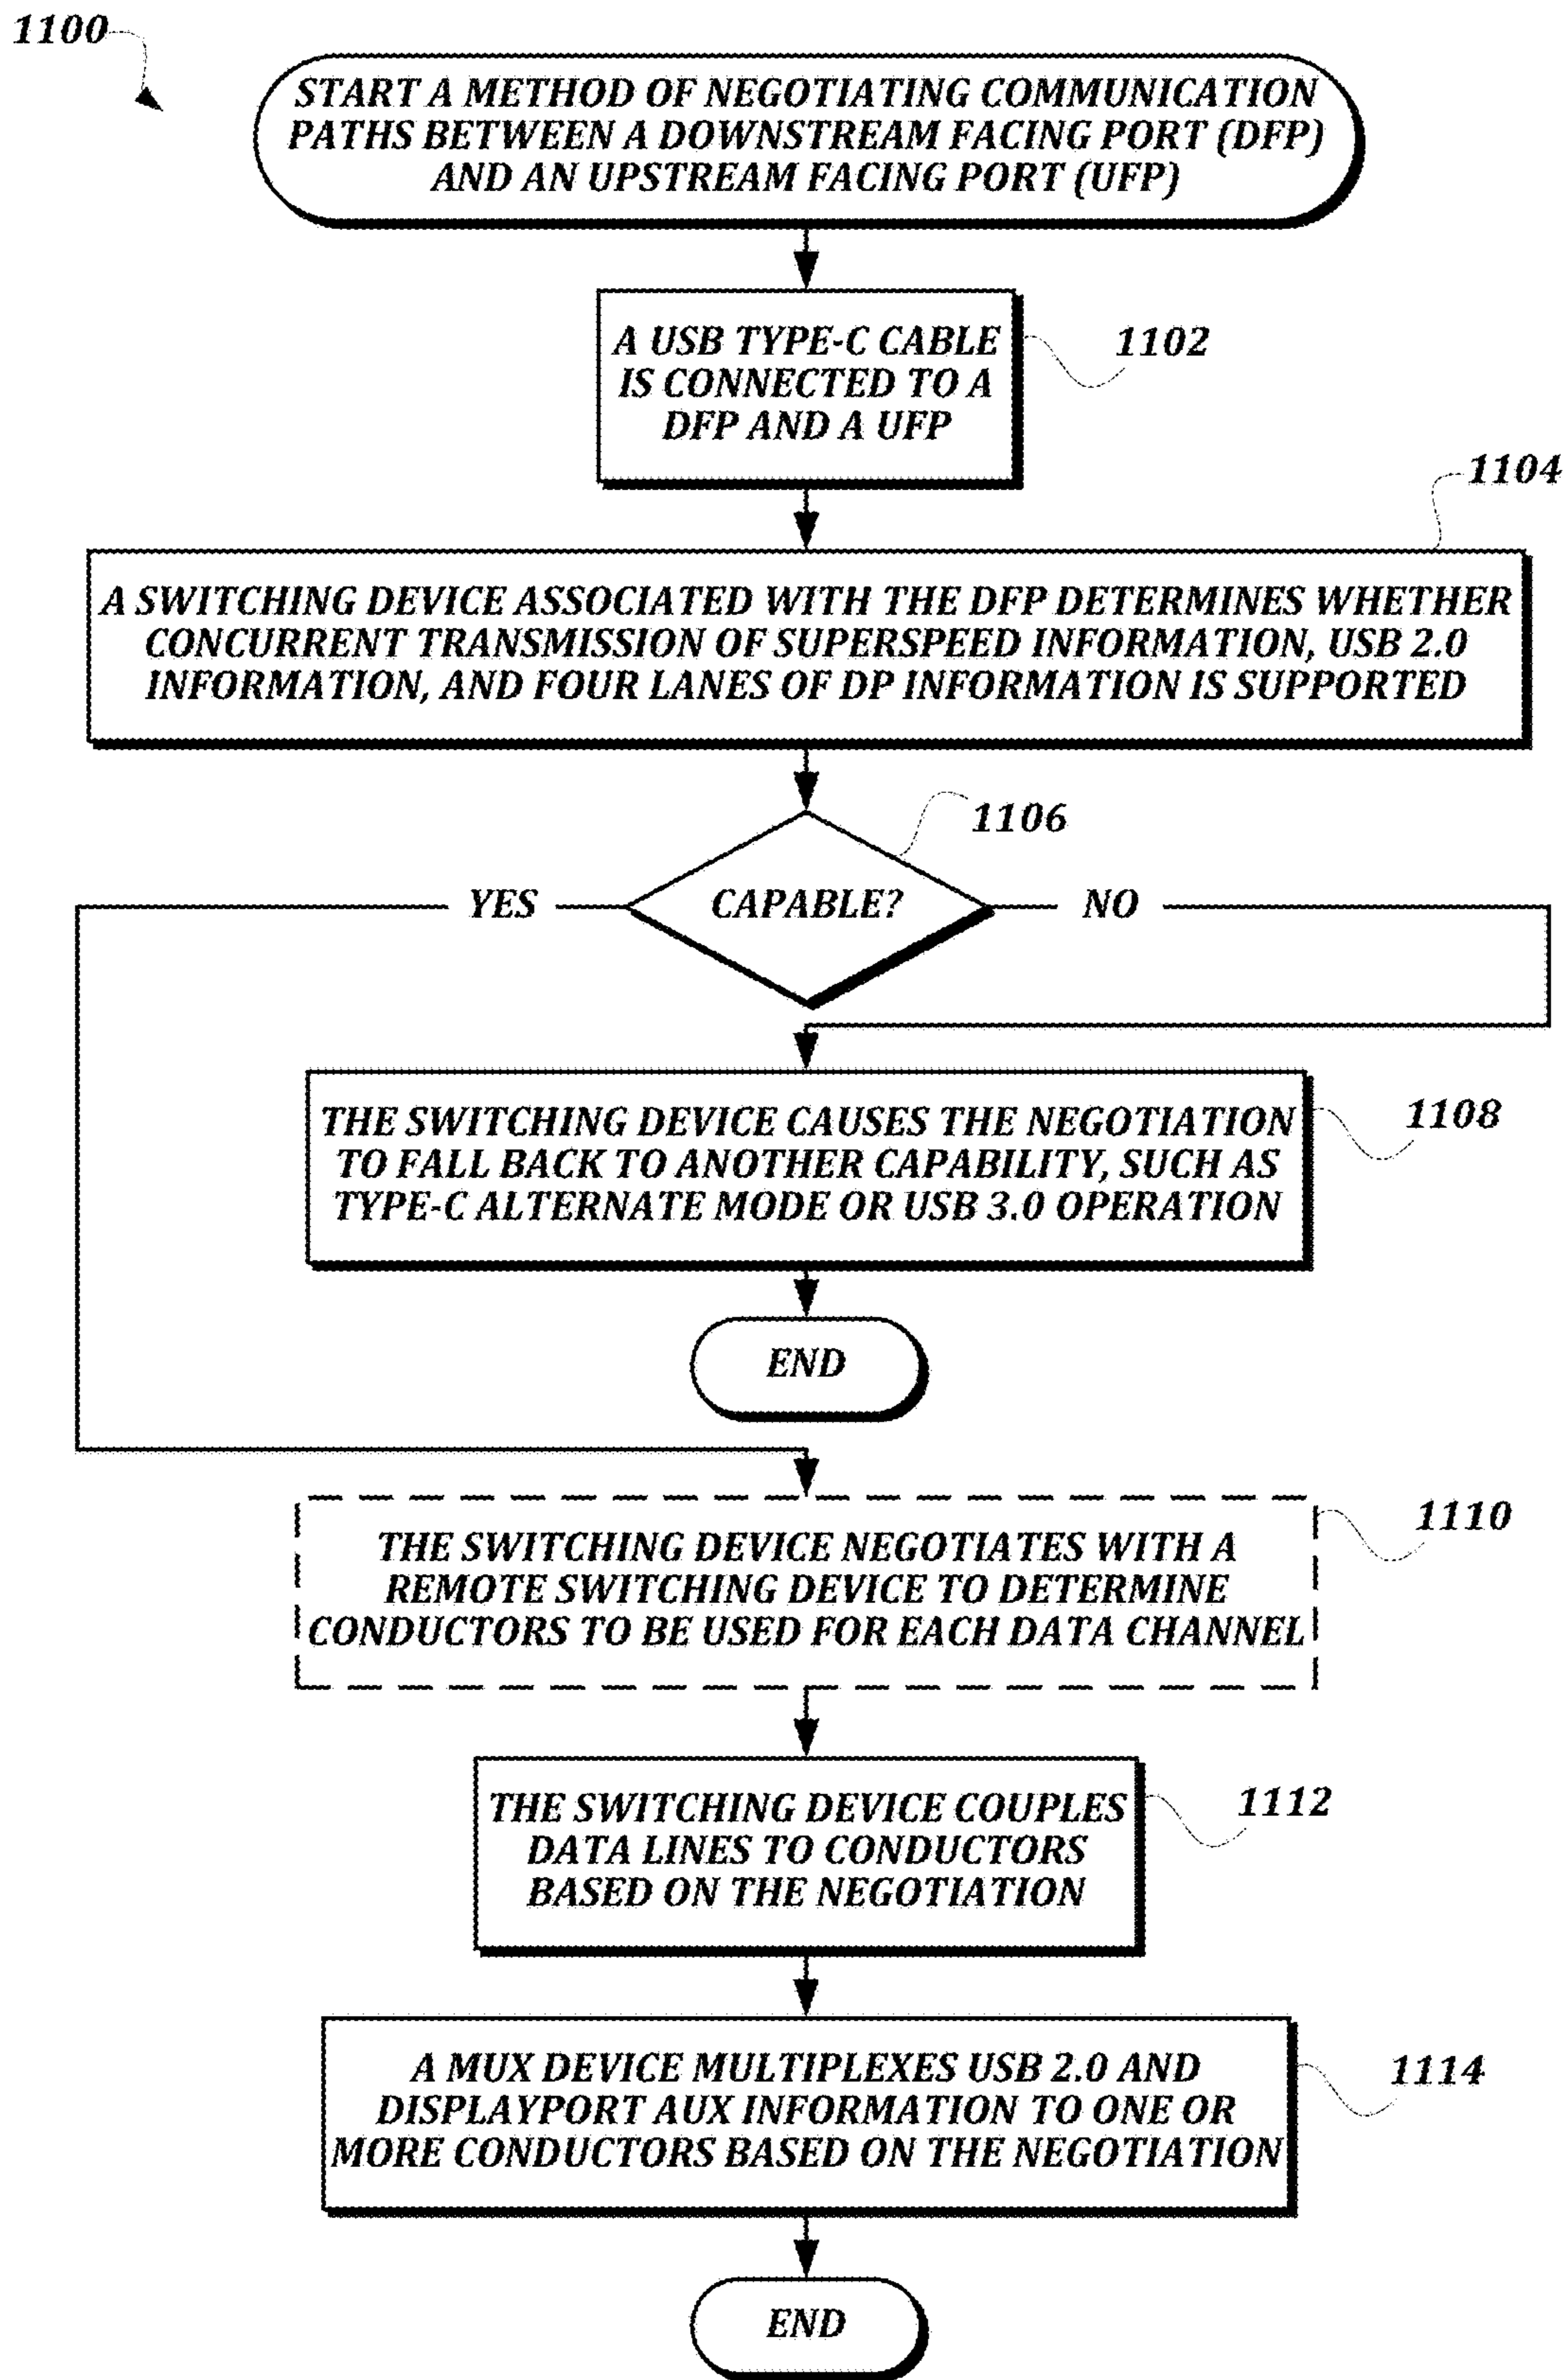 1100
START A METHOD OF NEGOTIATING COMMUNICATION
PATHS BETWEEN A DOWNSTREAM FACING PORT (DFP)
AND AN UPSTREAM FACING PORT (UFP)
A USB TYPE-C CABLE
IS CONNECTED TO A
DFP AND A UFP
1102
1104
A SWITCHING DEVICE ASSOCIATED WITH THE DFP DETERMINES WHETHER
CONCURRENT TRANSMISSION OF SUPERSPEED INFORMATION, USB 2.0
INFORMATION, AND FOUR LANES OF DP INFORMATION IS SUPPORTED
1106
YES
CAPABLE?
NO
THE SWITCHING DEVICE CAUSES THE NEGOTIATION
TO FALL BACK TO ANOTHER CAPABILITY, SUCH AS
TYPE-C ALTERNATE MODE OR USB 3.0 OPERATION
1108
END
THE SWITCHING DEVICE NEGOTIATES WITH A
REMOTE SWITCHING DEVICE TO DETERMINE
CONDUCTORS TO BE USED FOR EACH DATA CHANNEL
1110
THE SWITCHING DEVICE COUPLES
DATA LINES TO CONDUCTORS
BASED ON THE NEGOTIATION
1112
A MUX DEVICE MULTIPLEXES USB 2.0 AND
DISPLAYPORT AUX INFORMATION TO ONE OR
MORE CONDUCTORS BASED ON THE NEGOTIATION
1114
END